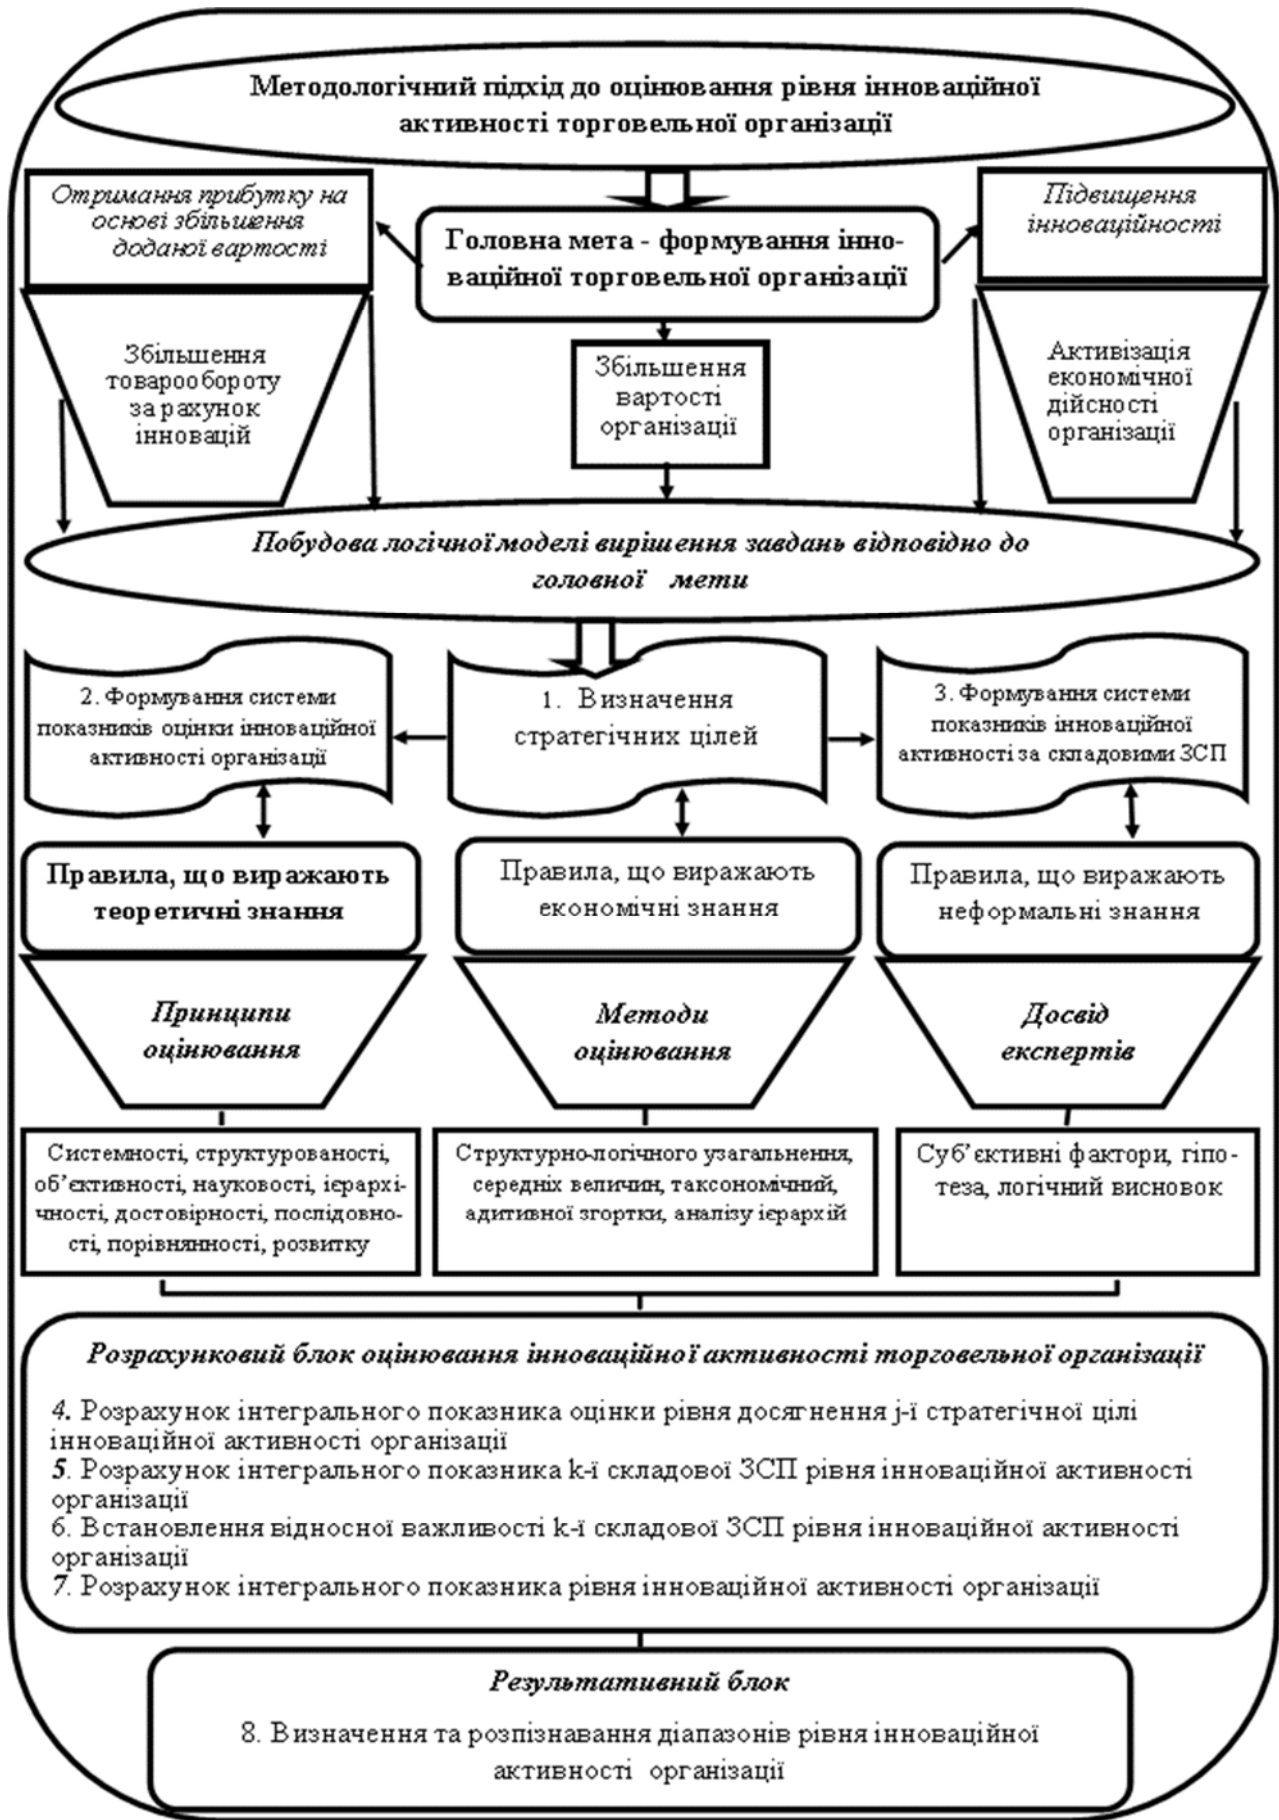 Методологічний підхід до оцінювання рівня інноваційної
активності торговельної організації
Отримання прибутку на
основі збільшення
доданої вартості
Головна мета - формування інно-
ваційної торговельної організації
Підвищення
інноваційності
Збільшення
товарообороту
за рахунок
інновацій
Збільшення
вартості
організації
Активізація
економічної
дійсності
організації
Побудова логічної моделі вирішення завдань відповідно до
головної мети
2. Формування системи
показників оцінки інноваційної
активності організації
1. Визначення
стратегічних цілей
3. Формування системи
показників інноваційної
активності за складовими ЗСП
Правила, що виражають
теоретичні знання
Правила, що виражають
економічні знання
Правила, що виражають
неформальні знання
Принципи
оцінювання
Методи
оцінювання
Досвід
експертів
Системності, структурованості,
об’єктивності, науковості, ієрархі-
чності, достовірності, послідовно-
сті, порівнянності, розвитку
Структурно-логічного узагальнення,
середніх величин, таксономічний,
адитивної згортки, аналізу ієрархій
Суб’єктивні фактори, гіпо-
теза, логічний висновок
Розрахунковий блок оцінювання інноваційної активності торговельної організації
4. Розрахунок інтегрального показника оцінки рівня досягнення j-ї стратегічної цілі
інноваційної активності організації
5. Розрахунок інтегрального показника k-ї складової ЗСП рівня інноваційної активності
організації
6. Встановлення відносної важливості k-ї складової ЗСП рівня інноваційної активності
організації
7. Розрахунок інтегрального показника рівня інноваційної активності організації
Результативний блок
8. Визначення та розпізнавання діапазонів рівня інноваційної
активності організації